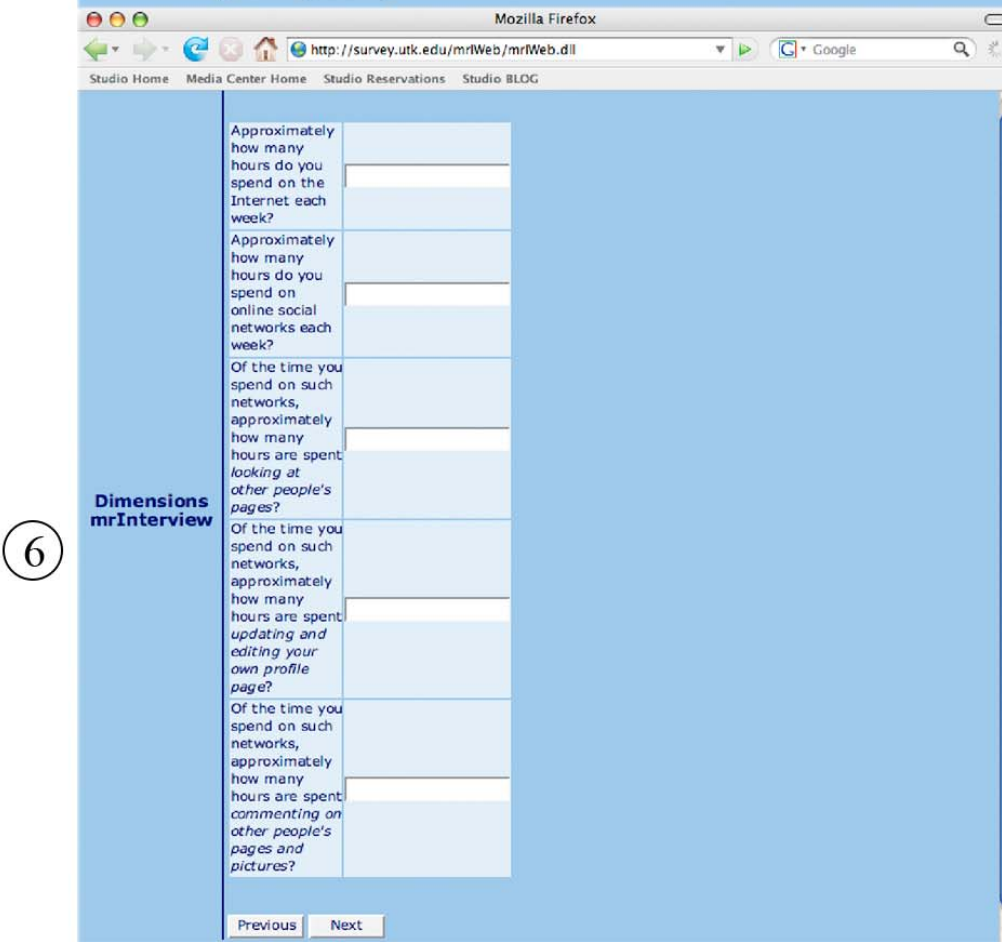 Mozilla Firefox
http://survey.utk.edu/mrIWeb/mrIWeb.dll
G Google
Studio Home Media Center Home Studio Reservations Studio BLOG
Approximately
how many
hours do you
spend on the
Internet each
week?
Approximately
how many
hours do you
spend on
online social
networks each
week?
Of the time you
spend on such
networks,
approximately
how many
hours are spent
looking at
other people's
pages?
Dimensions
mrInterview
6
Of the time you
spend on such
networks,
approximately
how many
hours are spent
updating and
editing your
own profile
page?
Of the time you
spend on such
networks,
approximately
how many
hours are spent
commenting on
other people's
pages and
pictures?
Previous Next